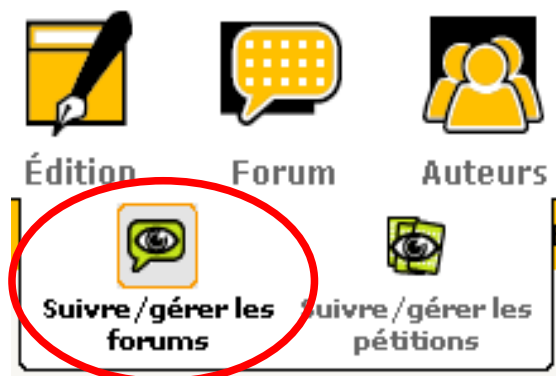 Édition Forum Auteurs
Suivre/gérer les Suivre/gérer les
forums pétitions